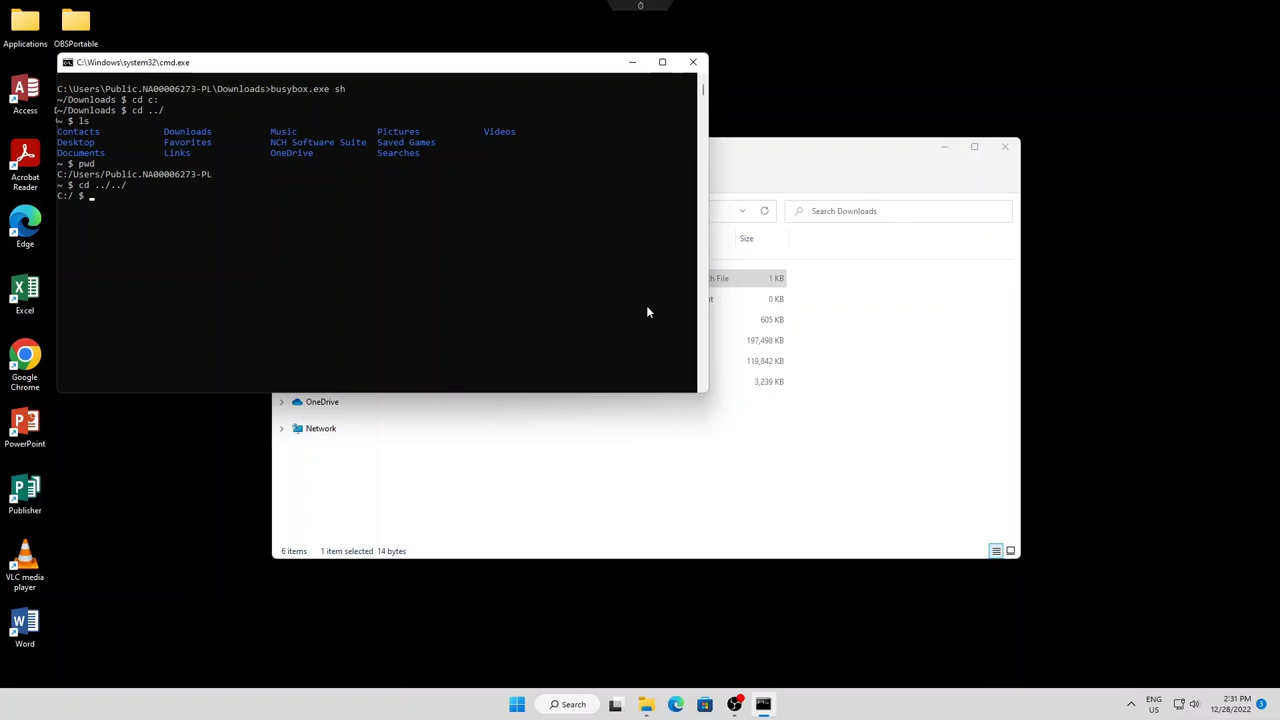 Applications
OBSPortable
Access
Acrobat
Reader
Edge
Excel
Google
Chrome
PowerPoint
Publisher
VLC media
player
Word
C:\Windows\system32\cmd.exe
C:\Users\Public.NA00006273-PL\Downloads>busybox.exe sh
~/Downloads $ cd c:
~/Downloads $ cd ../
~ $ ls
Contacts Downloads Music Pictures Videos
Desktop Favorites NCH Software Suite Saved Games
Documents Links OneDrive Searches
~ $ pwd
C:/Users/Public.NA00006273-PL
~ $ cd ../../
C:/ $
Search Downloads
Size
File 1 KB
0 KB
605 KB
197,498 KB
119,842 KB
3,239 KB
OneDrive
Network
6 items 1 item selected 14 bytes
Search
ENG
US
2:31 PM
12/28/2022
3